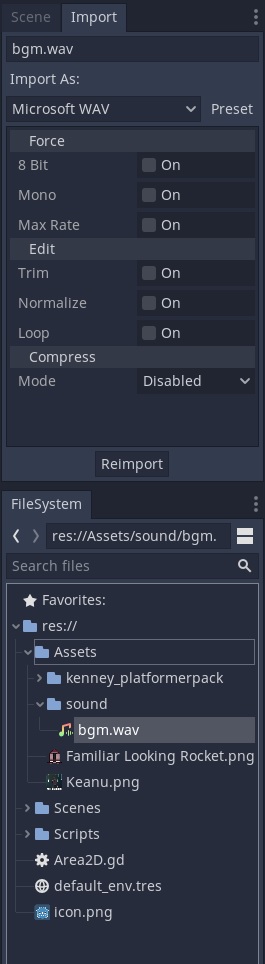 Scene Import
bgm.wav
Import As:
Microsoft WAV Preset
Force
8 Bit On
Mono On
Max Rate On
Edit
Trim On
Normalize On
Loop On
Compress
Mode Disabled
Reimport
FileSystem
res://Assets/sound/bgm.
Search files
Favorites:
res://
Assets
kenney_platformerpack
sound
bgm.wav
Familiar Looking Rocket.png
Keanu.png
Scenes
Scripts
Area2D.gd
default_env.tres
icon.png